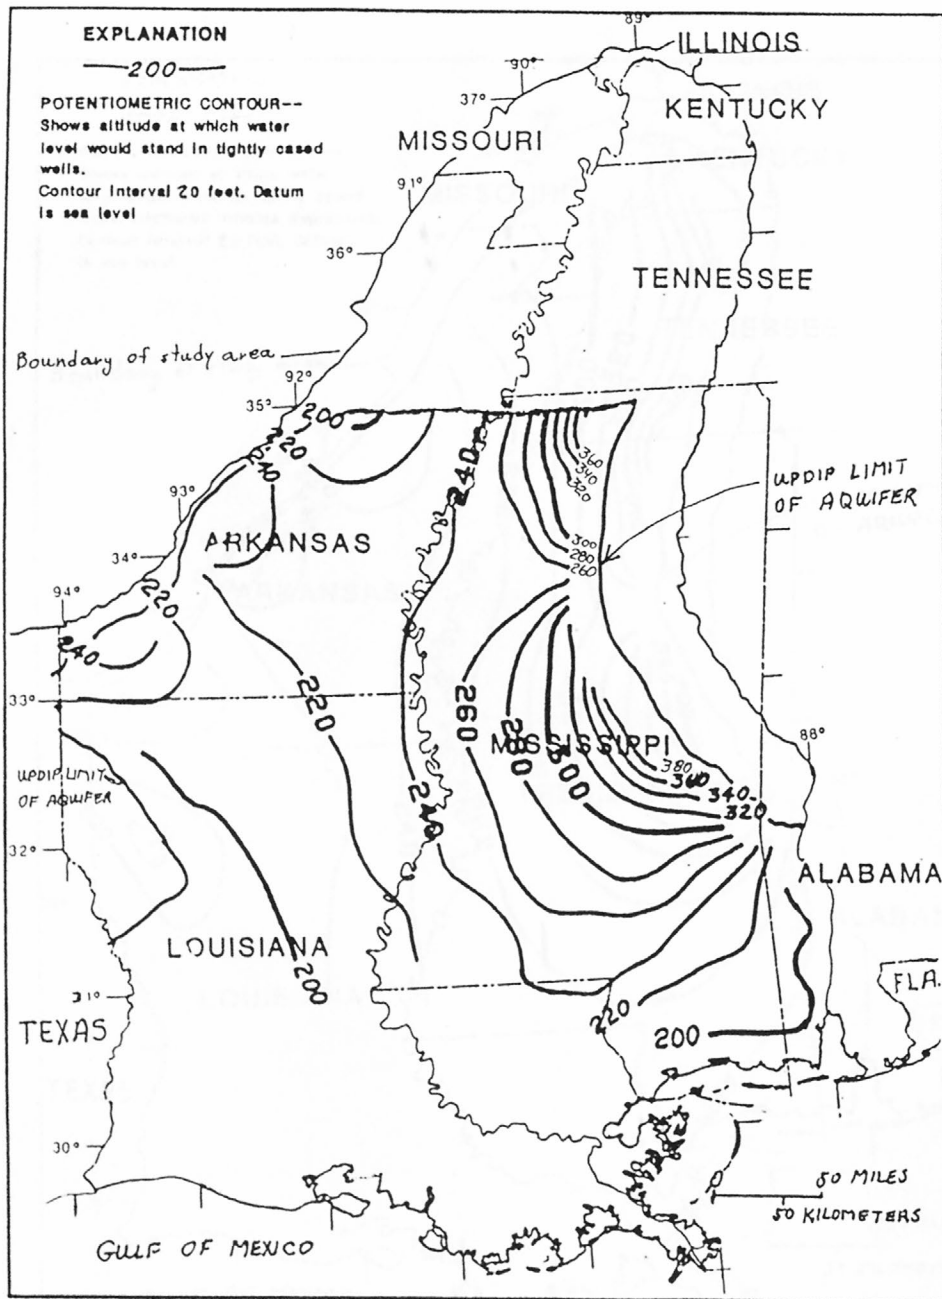 EXPLANATION
200
POTENTIOMETRIC CONTOUR--
Shows altitude at which water
level would stand in tightly cased
wells.
Contour Interval 20 feet. Datum
is sea level
89°
ILLINOIS
90°
37°
KENTUCKY
MISSOURI
91°
36°
TENNESSEE
Boundary of study area
92°
35°
200
220
240
240
360
340
320
UPDIP LIMIT
OF AQUIFER
93°
ARKANSAS
34°
300
280
260
94°
220
240
33°
220
260
280
300
MISSISSIPPI
88°
380
360
340
320
UPDIP LIMIT
OF AQUIFER
240
32°
ALABAMA
LOUISIANA
200
FLA.
31°
220
200
TEXAS
30°
0
50 MILES
50 KILOMETERS
GULF OF MEXICO